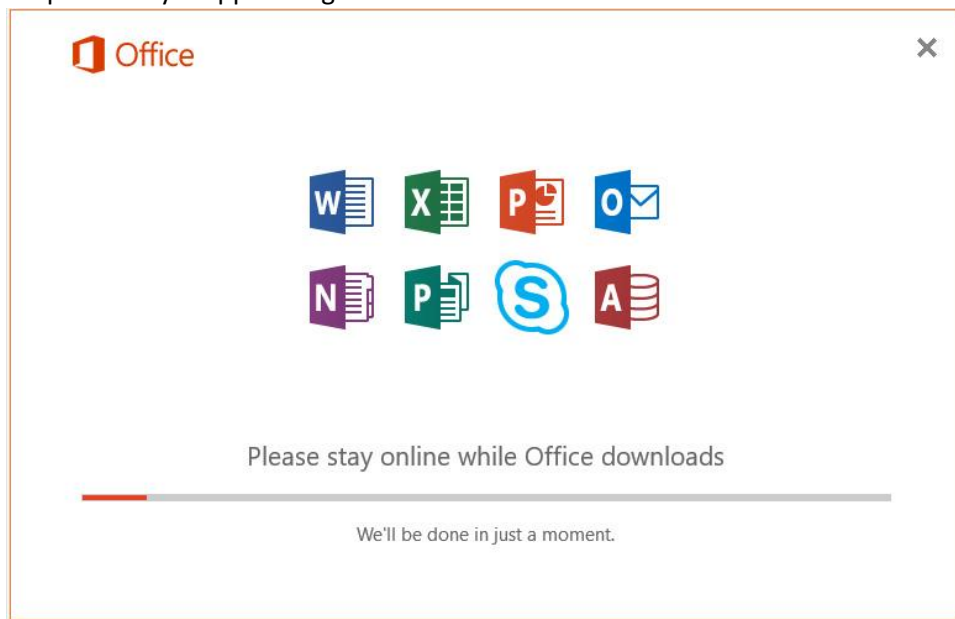 Office
W X P O
N P S A
Please stay online while Office downloads
We'll be done in just a moment.